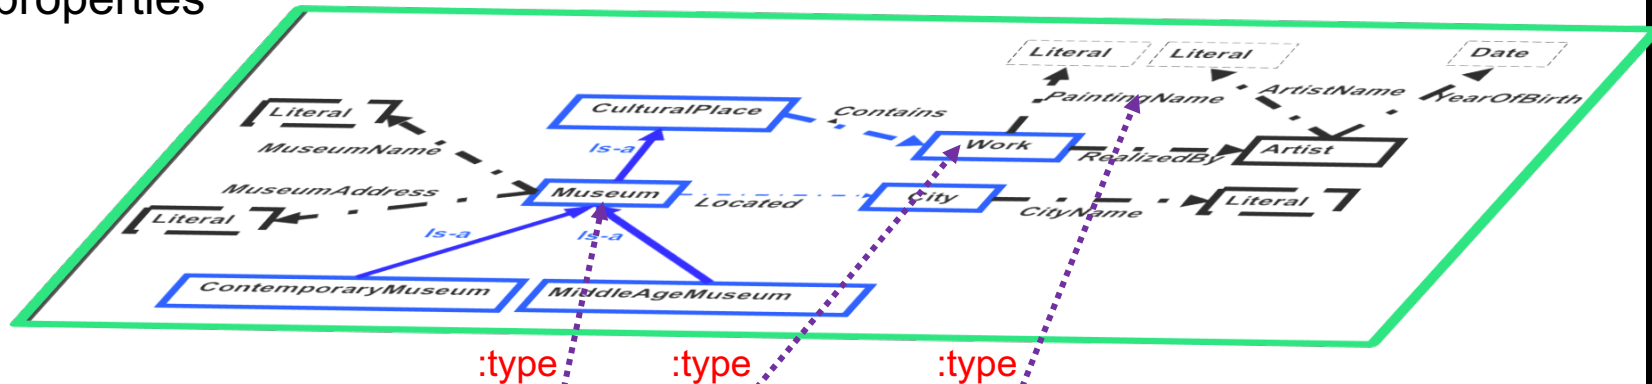 properties
Literal
Literal
Date
PaintingName
ArtistName
YearOfBirth
Literal
CulturalPlace
Contains
MuseumName
Is-a
Work
RealizedBy
Artist
MuseumAddress
Museum
Located
City
CityName
Literal
Literal
Is-a
Is-a
ContemporaryMuseum
MiddleAgeMuseum
:type
:type
:type